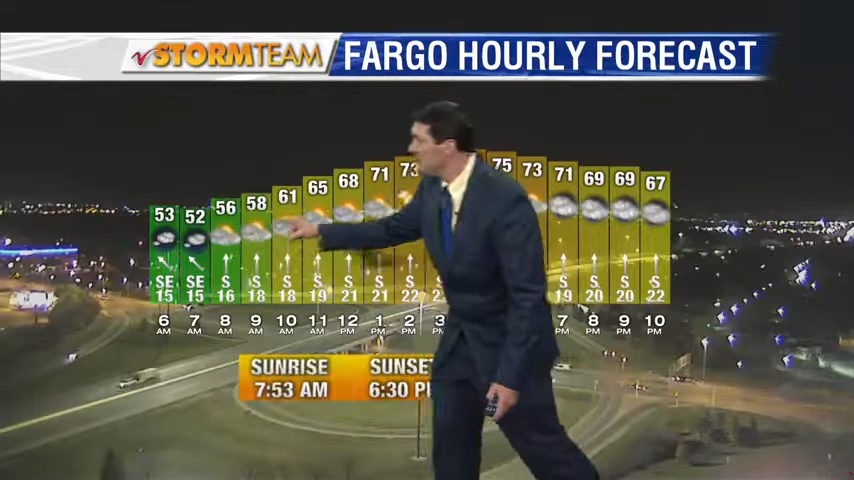 STORMTEAM
FARGO HOURLY FORECAST
53 52 56 58 61 65 68 71 73 75 73 71 69 69 67
SE SE S S S S S S S S S S S
15 15 16 18 18 19 21 21 22 19 20 20 22
6 7 8 9 10 11 12 1 2 3 7 8 9 10
AM AM AM AM AM AM PM PM PM PM PM PM PM
SUNRISE SUNSET
7:53 AM 6:30 P